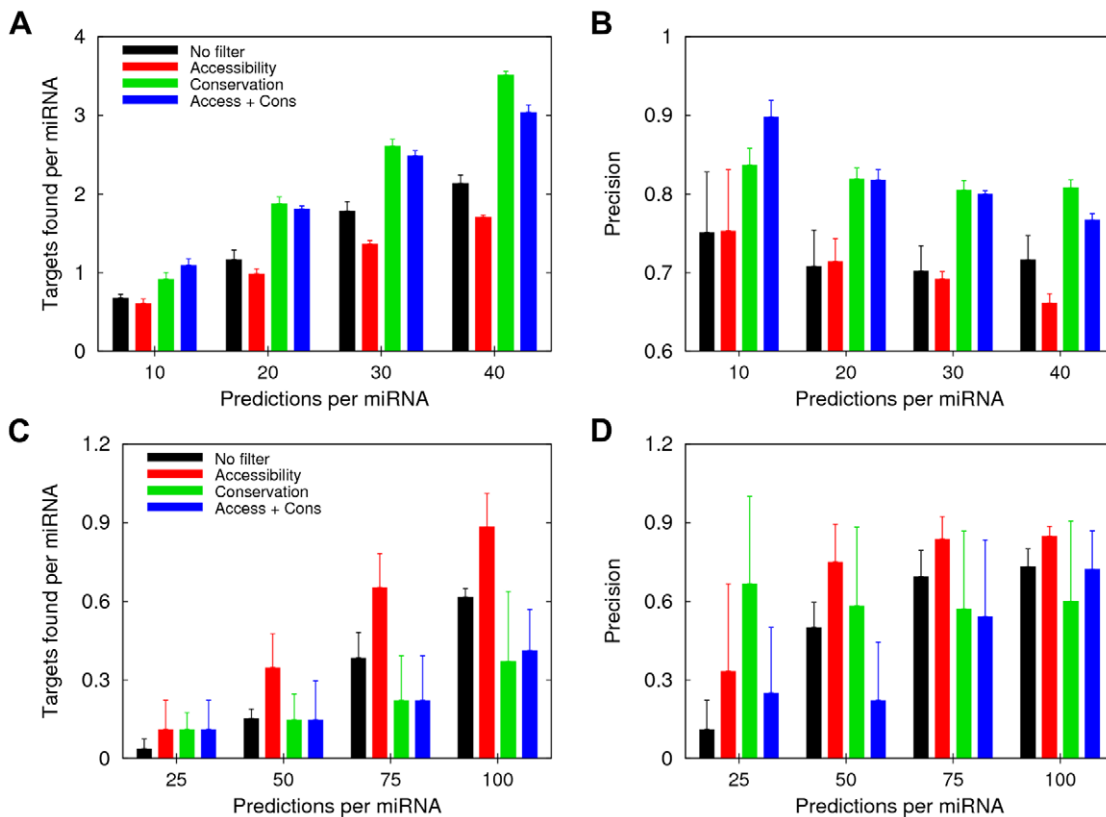 A
Targets found per miRNA
4
3
2
1
0
No filter
Accessibility
Conservation
Access + Cons
10 20 30 40
Predictions per miRNA
B
Precision
1
0.9
0.8
0.7
0.6
10 20 30 40
Predictions per miRNA
C
Targets found per miRNA
1.2
0.9
0.6
0.3
0
No filter
Accessibility
Conservation
Access + Cons
25 50 75 100
Predictions per miRNA
D
Precision
1.2
0.9
0.6
0.3
0
25 50 75 100
Predictions per miRNA